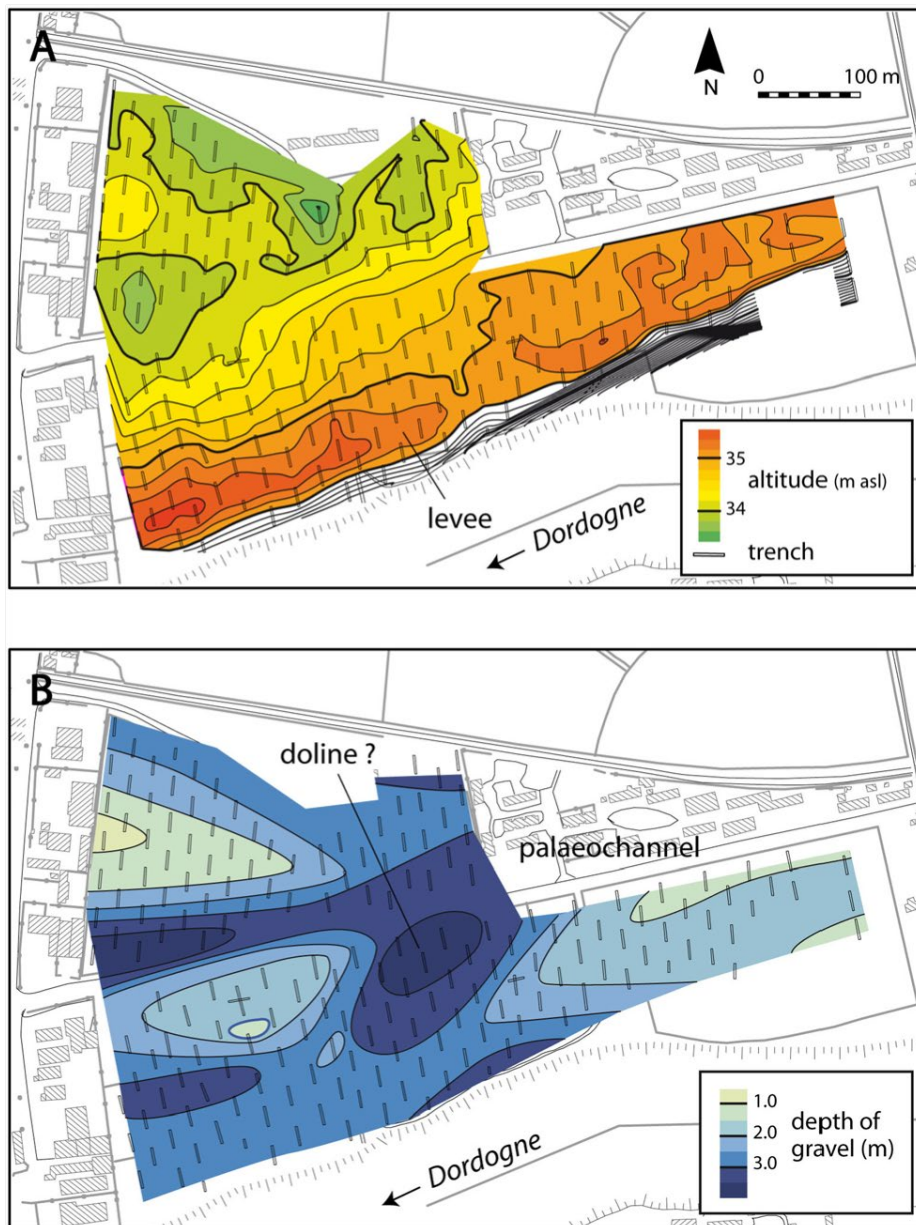 A
N
0 100 m
levee
Dordogne
35
34
altitude (m asl)
trench
B
doline ?
palaeochannel
Dordogne
1.0
2.0
3.0
depth of
gravel (m)